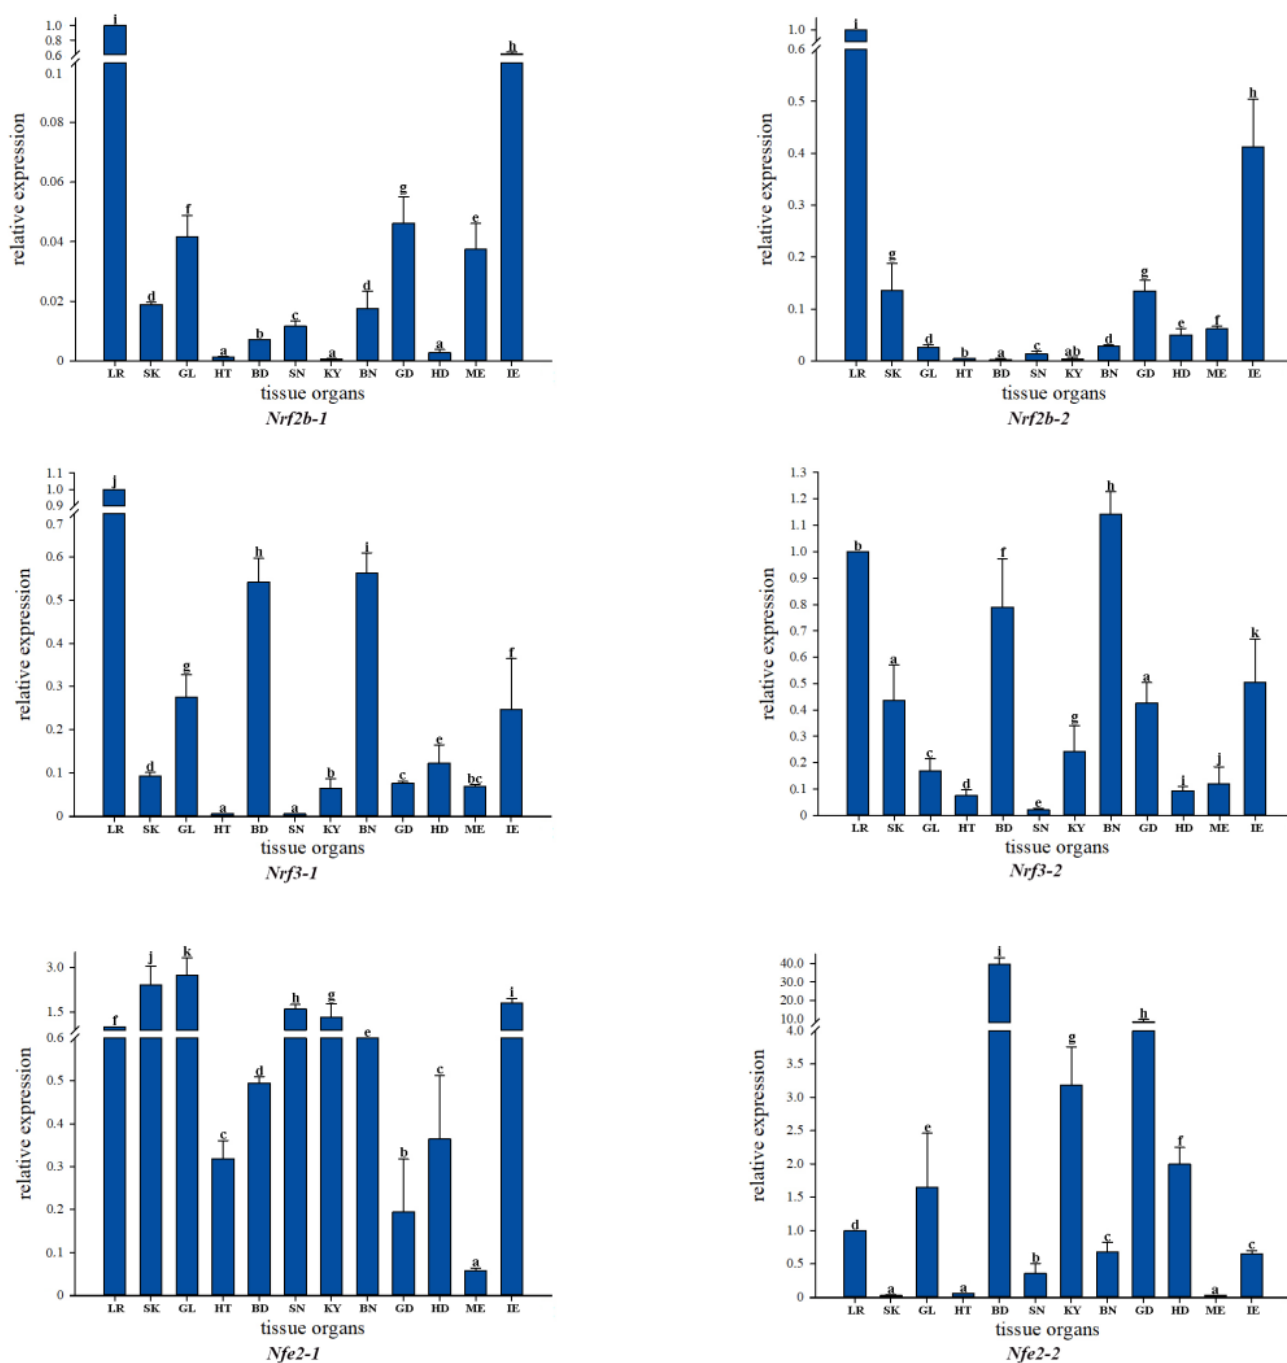 i
1.0
0.8
0.6
0.1
0.08
0.06
0.04
0.02
0
relative expression
d f a b c a d g a e h
LR SK GL HT BD SN KY BN GD HD ME IE
tissue organs
Nrf2b-1
i
1.0
0.6
0.5
0.4
0.3
0.2
0.1
0
relative expression
g d b a c ab d g e f h
LR SK GL HT BD SN KY BN GD HD ME IE
tissue organs
Nrf2b-2
j
1.1
1.0
0.9
0.7
0.6
0.5
0.4
0.3
0.2
0.1
0
relative expression
d g a h a b i c e bc f
LR SK GL HT BD SN KY BN GD HD ME IE
tissue organs
Nrf3-1
1.3
1.2
1.1
1.0
0.9
0.8
0.7
0.6
0.5
0.4
0.3
0.2
0.1
0
relative expression
b a c d f e g h a i j k
LR SK GL HT BD SN KY BN GD HD ME IE
tissue organs
Nrf3-2
3.0
1.5
0.6
0.5
0.4
0.3
0.2
0.1
0
relative expression
f j k c d h g e b c a i
LR SK GL HT BD SN KY BN GD HD ME IE
tissue organs
Nfe2-1
40.0
30.0
20.0
10.0
4.0
3.5
3.0
2.5
2.0
1.5
1.0
0.5
0
relative expression
d a e a i b g c h f a c
LR SK GL HT BD SN KY BN GD HD ME IE
tissue organs
Nfe2-2